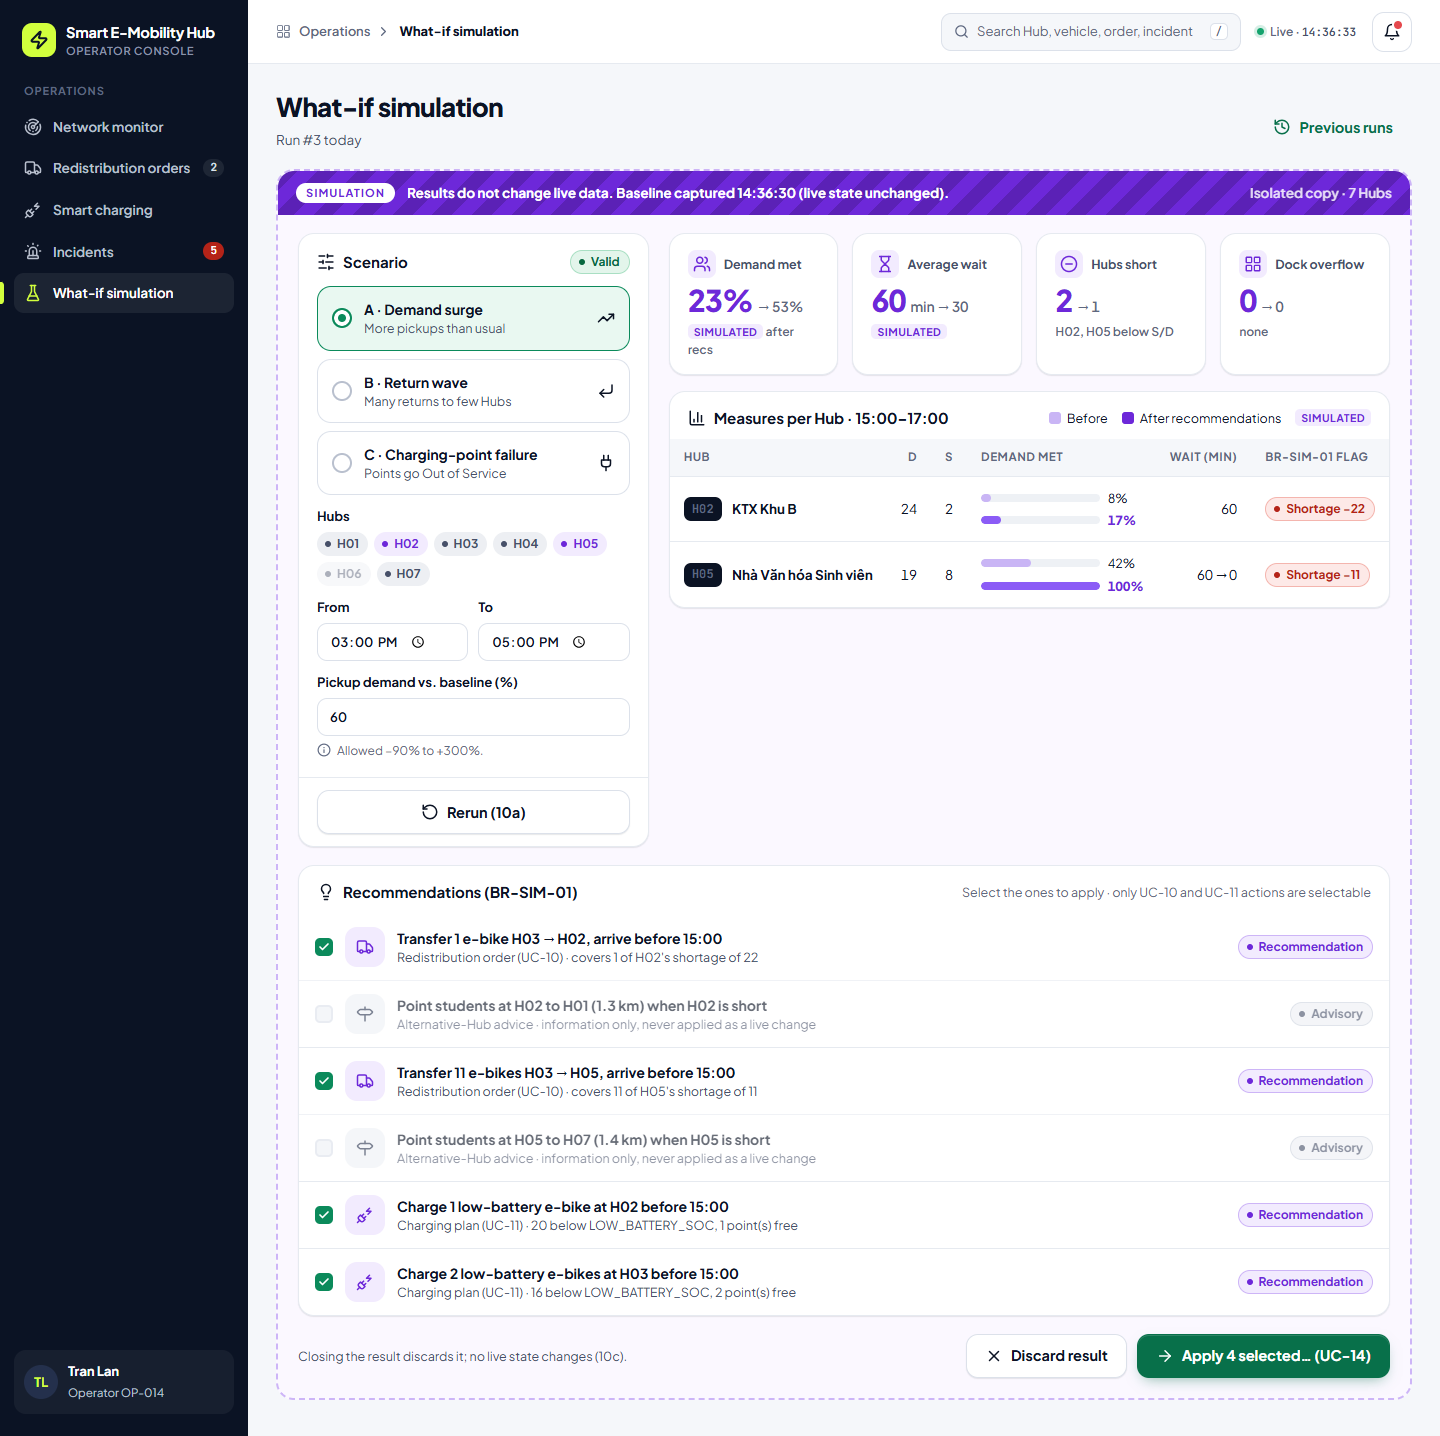 Smart E-Mobility Hub
OPERATOR CONSOLE
OPERATIONS
Network monitor
Redistribution orders 2
Smart charging
Incidents 5
What-if simulation
Tran Lan
TL
Operator OP-014
Operations > What-if simulation
Search Hub, vehicle, order, incident /
Live · 14:36:33
What-if simulation
Run #3 today
Previous runs
SIMULATION Results do not change live data. Baseline captured 14:36:30 (live state unchanged). Isolated copy · 7 Hubs
Scenario Valid
A · Demand surge
More pickups than usual
B · Return wave
Many returns to few Hubs
C · Charging-point failure
Points go Out of Service
Hubs
H01 H02 H03 H04 H05
H06 H07
From To
03:00 PM 05:00 PM
Pickup demand vs. baseline (%)
60
Allowed −90% to +300%.
Rerun (10a)
Demand met
23% → 53%
SIMULATED after
recs
Average wait
60 min → 30
SIMULATED
Hubs short
2 → 1
H02, H05 below S/D
Dock overflow
0 → 0
none
Measures per Hub · 15:00–17:00 Before After recommendations SIMULATED
HUB D S DEMAND MET WAIT (MIN) BR-SIM-01 FLAG
H02 KTX Khu B 24 2 8% 60 Shortage −22
17%
H05 Nhà Văn hóa Sinh viên 19 8 42% 60 → 0 Shortage −11
100%
Recommendations (BR-SIM-01) Select the ones to apply · only UC-10 and UC-11 actions are selectable
Transfer 1 e-bike H03 → H02, arrive before 15:00
Redistribution order (UC-10) · covers 1 of H02's shortage of 22
Recommendation
Point students at H02 to H01 (1.3 km) when H02 is short
Alternative-Hub advice · information only, never applied as a live change
Advisory
Transfer 11 e-bikes H03 → H05, arrive before 15:00
Redistribution order (UC-10) · covers 11 of H05's shortage of 11
Recommendation
Point students at H05 to H07 (1.4 km) when H05 is short
Alternative-Hub advice · information only, never applied as a live change
Advisory
Charge 1 low-battery e-bike at H02 before 15:00
Charging plan (UC-11) · 20 below LOW_BATTERY_SOC, 1 point(s) free
Recommendation
Charge 2 low-battery e-bikes at H03 before 15:00
Charging plan (UC-11) · 16 below LOW_BATTERY_SOC, 2 point(s) free
Recommendation
Closing the result discards it; no live state changes (10c).
Discard result
Apply 4 selected… (UC-14)